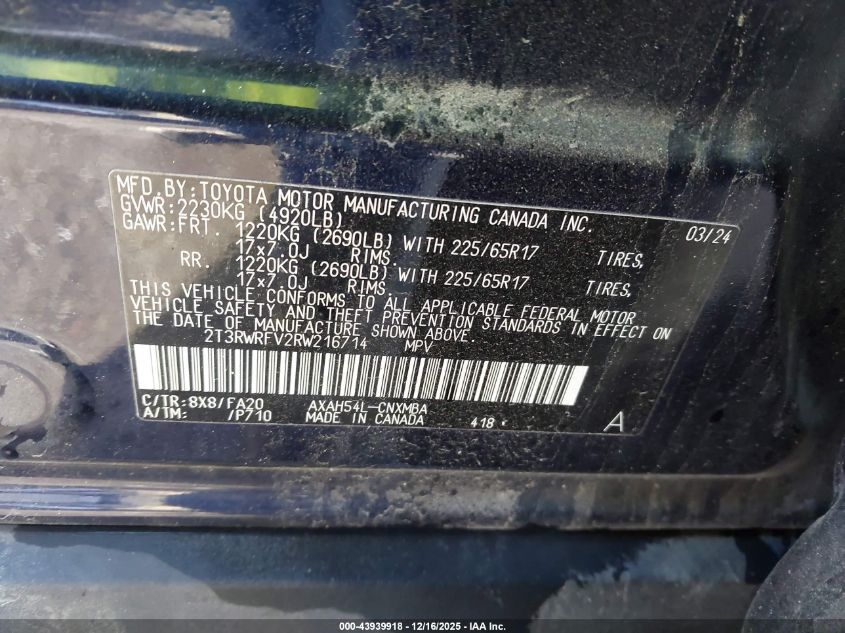 MFD.BY:TOYOTA MOTOR MANUFACTURING CANADA INC.
GVWR:2230KG (4920LB) 03/24
GAWR:FRT. 1220KG (2690LB) WITH 225/65R17 TIRES,
17x7.0J RIMS.
RR. 1220KG (2690LB) WITH 225/65R17 TIRES,
17x7.0J RIMS.
THIS VEHICLE CONFORMS TO ALL APPLICABLE FEDERAL MOTOR
VEHICLE SAFETY AND THEFT PREVENTION STANDARDS IN EFFECT ON
THE DATE OF MANUFACTURE SHOWN ABOVE.
2T3RWRFV2RW216714 MPV
C/TR:8X8/FA20 AXAH54L-CNXMBA
A/TM: /P710 MADE IN CANADA 418 A
000-43939918 - 12/16/2025 - IAA Inc.